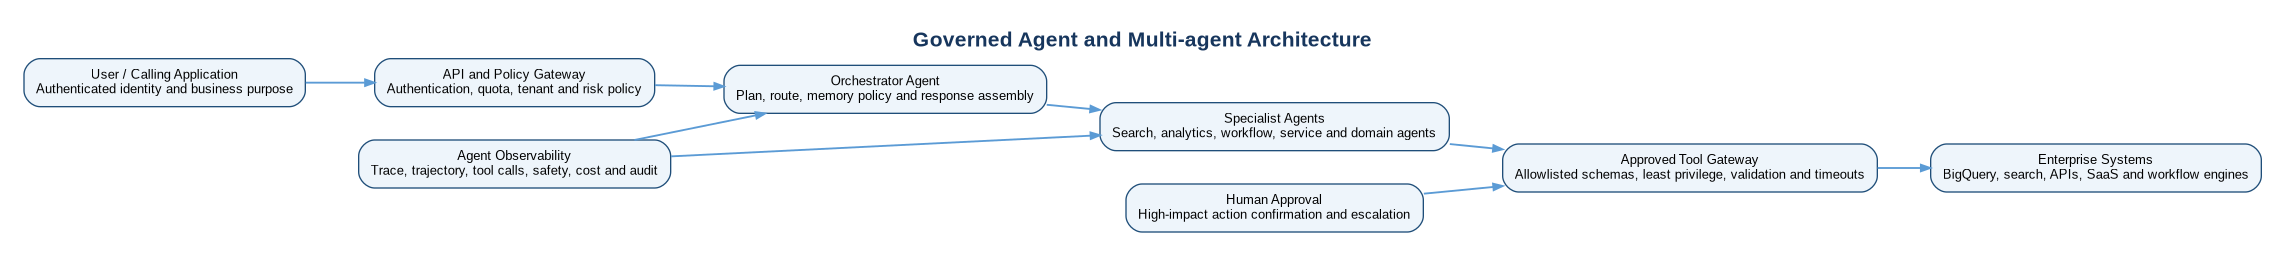 Governed Agent and Multi-agent Architecture
User / Calling Application
Authenticated identity and business purpose
API and Policy Gateway
Authentication, quota, tenant and risk policy
Orchestrator Agent
Plan, route, memory policy and response assembly
Specialist Agents
Search, analytics, workflow, service and domain agents
Agent Observability
Trace, trajectory, tool calls, safety, cost and audit
Human Approval
High-impact action confirmation and escalation
Approved Tool Gateway
Allowlisted schemas, least privilege, validation and timeouts
Enterprise Systems
BigQuery, search, APIs, SaaS and workflow engines